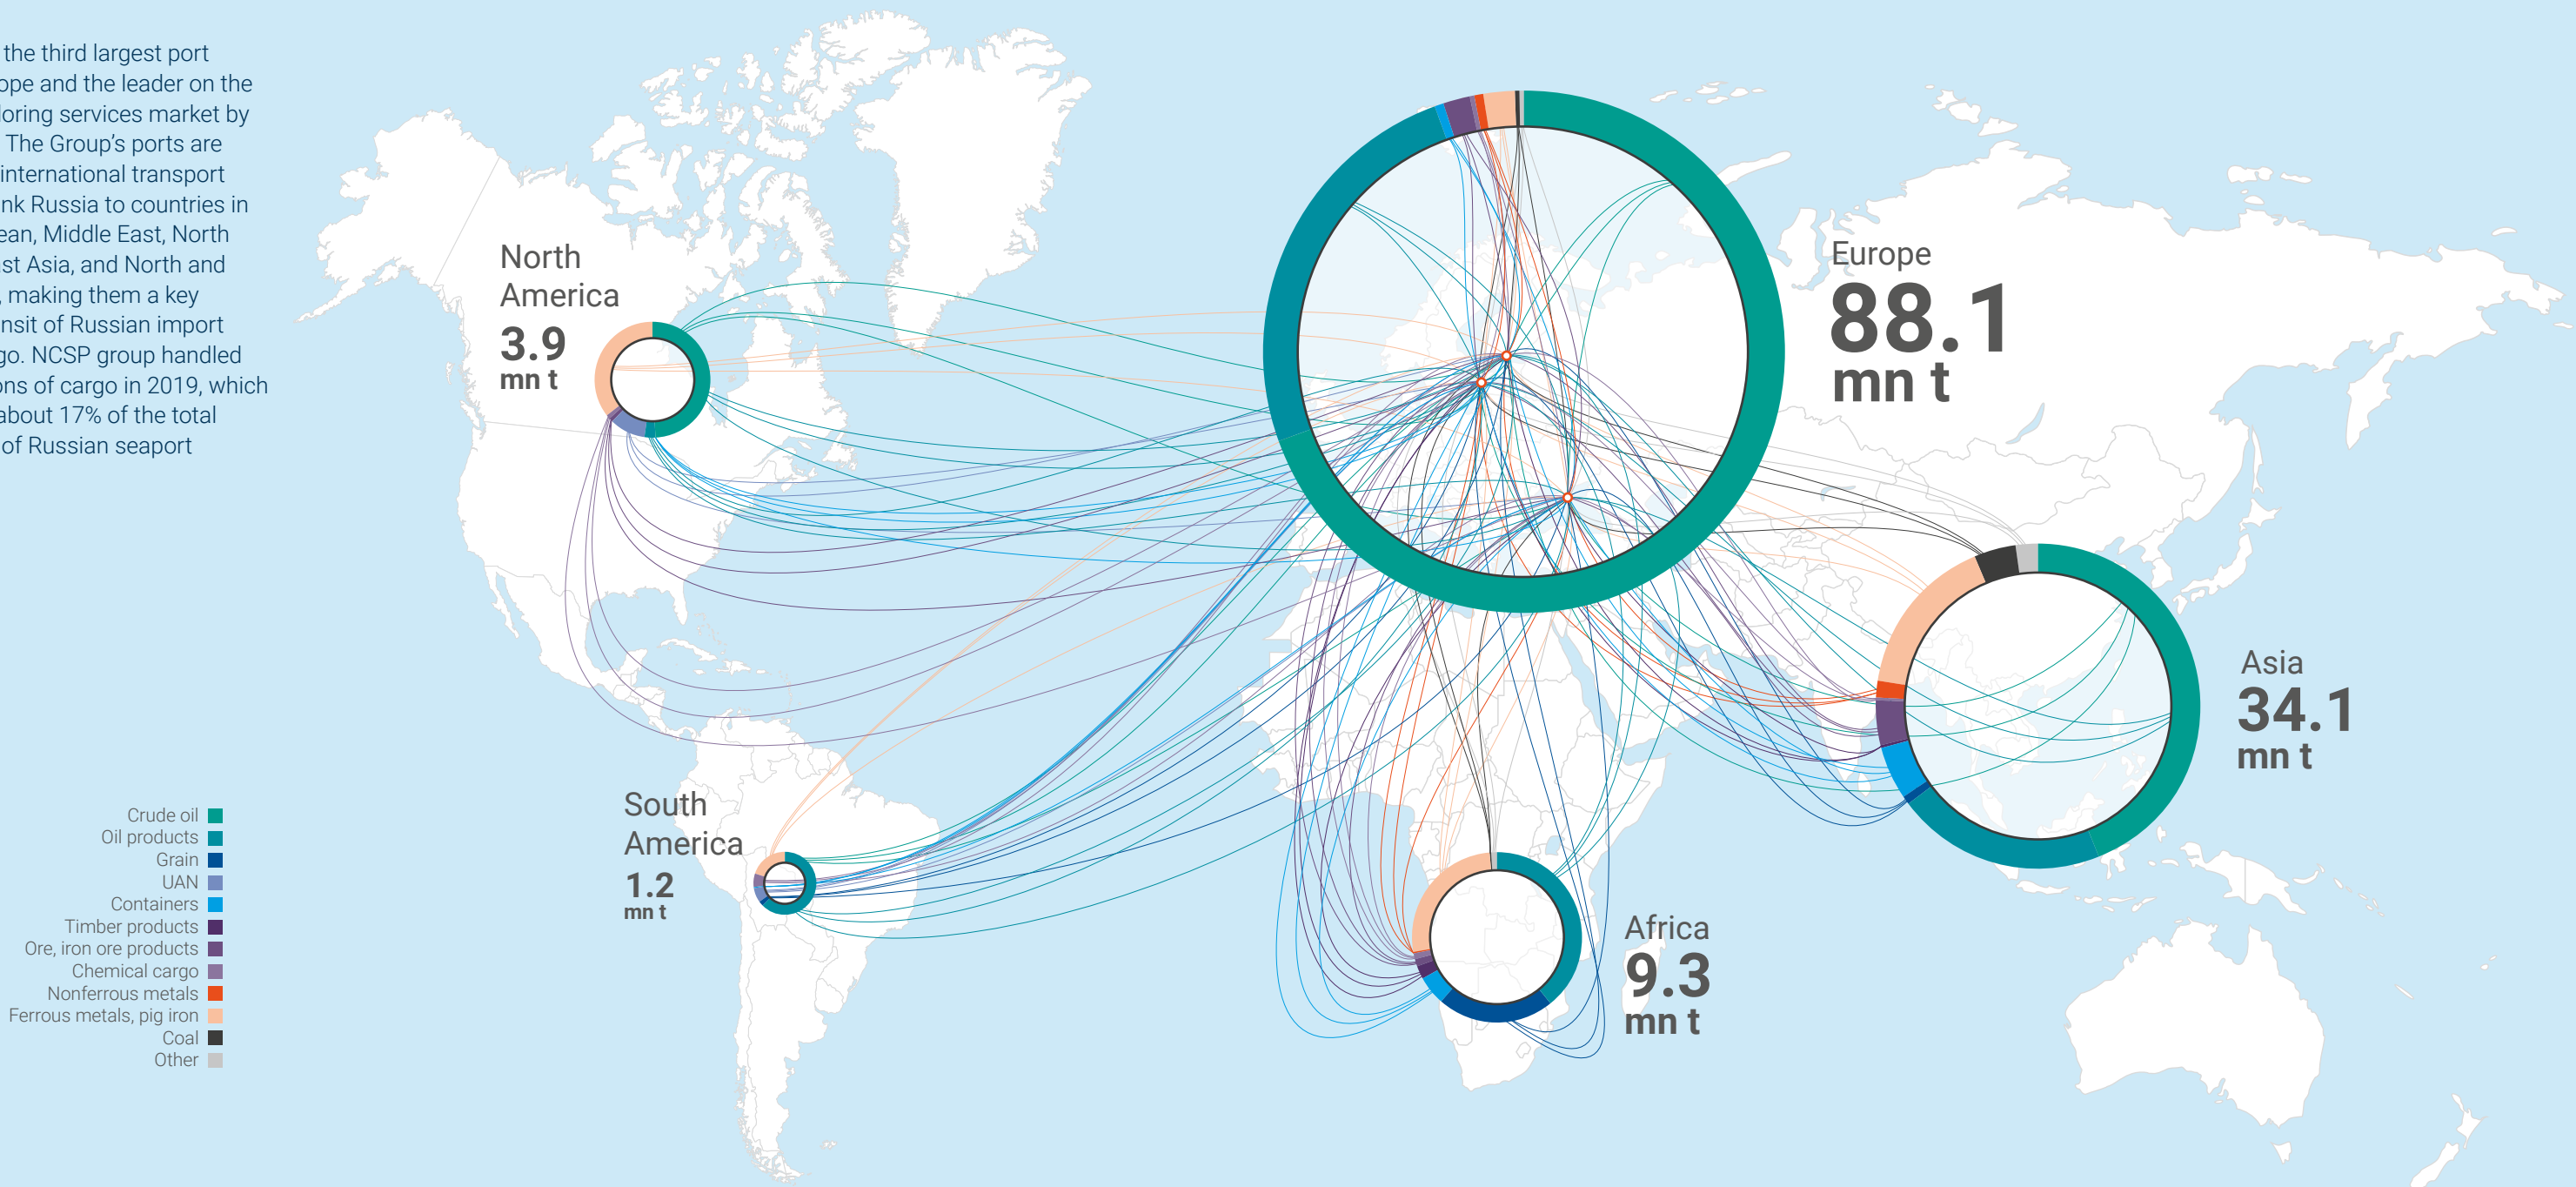 the third largest port
ope and the leader on the
loring services market by
The Group's ports are
international transport
nk Russia to countries in
ean, Middle East, North
st Asia, and North and
, making them a key
nsit of Russian import
go. NCSP group handled
ons of cargo in 2019, which
about 17% of the total
of Russian seaport
North
America
3.9
mn t
Europe
88.1
mn t
Asia
34.1
mn t
South
America
1.2
mn t
Africa
9.3
mn t
Crude oil
Oil products
Grain
UAN
Containers
Timber products
Ore, iron ore products
Chemical cargo
Nonferrous metals
Ferrous metals, pig iron
Coal
Other